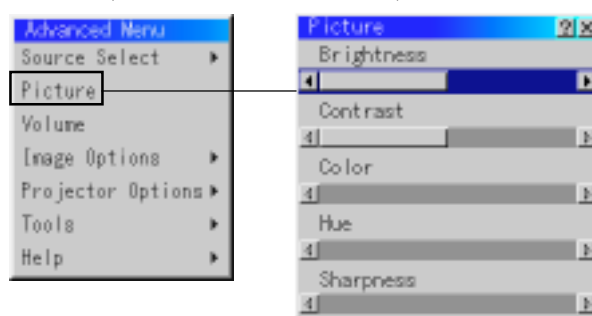 Advanced Menu
Source Select
Picture
Volume
Image Options
Projector Options
Tools
Help
Picture
Brightness
Contrast
Color
Hue
Sharpness